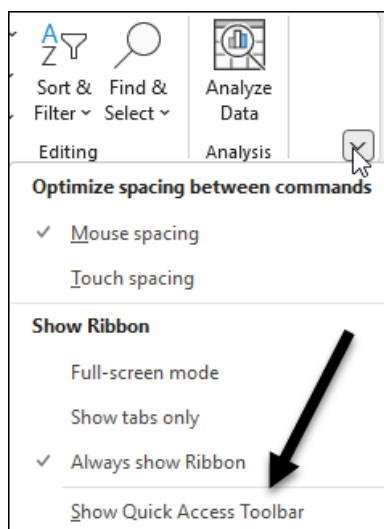 A
Z
Sort & Find & Analyze
Filter Select Data
Editing Analysis
Optimize spacing between commands
Mouse spacing
Touch spacing
Show Ribbon
Full-screen mode
Show tabs only
Always show Ribbon
Show Quick Access Toolbar